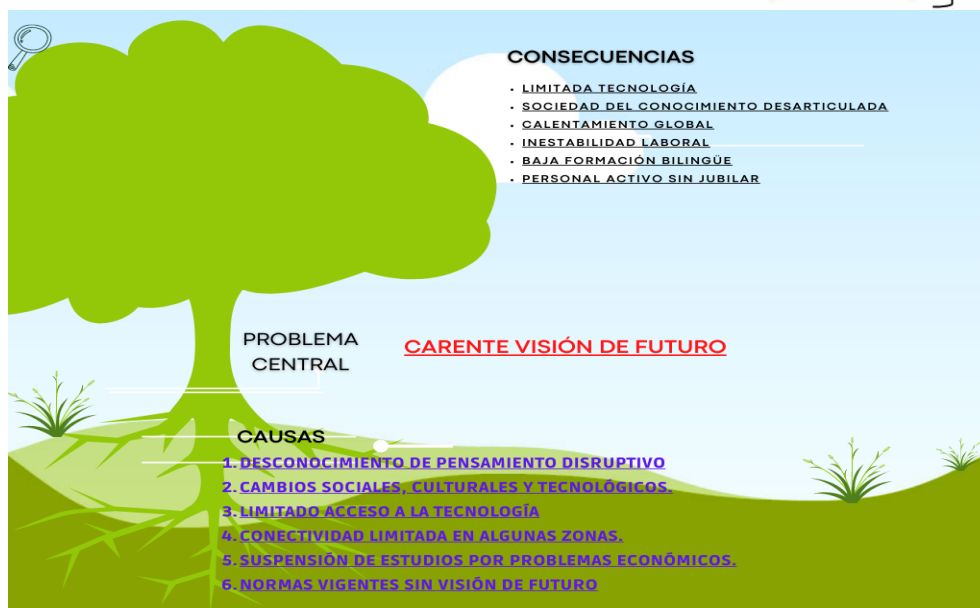 CONSECUENCIAS
• LIMITADA TECNOLOGÍA
• SOCIEDAD DEL CONOCIMIENTO DESARTICULADA
• CALENTAMIENTO GLOBAL
• INESTABILIDAD LABORAL
• BAJA FORMACIÓN BILINGÜE
• PERSONAL ACTIVO SIN JUBILAR
PROBLEMA
CENTRAL
CARENTE VISIÓN DE FUTURO
CAUSAS
1. DESCONOCIMIENTO DE PENSAMIENTO DISRUPTIVO
2. CAMBIOS SOCIALES, CULTURALES Y TECNOLÓGICOS.
3. LIMITADO ACCESO A LA TECNOLOGÍA
4. CONECTIVIDAD LIMITADA EN ALGUNAS ZONAS.
5. SUSPENSIÓN DE ESTUDIOS POR PROBLEMAS ECONÓMICOS.
6. NORMAS VIGENTES SIN VISIÓN DE FUTURO